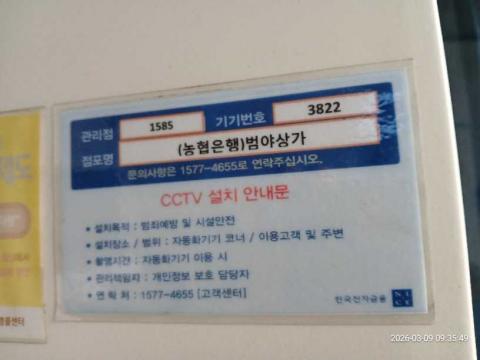 관리점 1585 기기번호 3822
점포명 (농협은행)범야상가
문의사항은 1577-4655로 연락주십시오.
CCTV 설치 안내문
• 설치목적 : 범죄예방 및 시설안전
• 설치장소 / 범위 : 자동화기기 코너 / 이용고객 및 주변
• 촬영시간 : 자동화기기 이용 시
• 관리책임자 : 개인정보 보호 담당자
• 연 락 처 : 1577-4655 [고객센터]
한국전자금융 NICE
2026-03-09 09:35:49